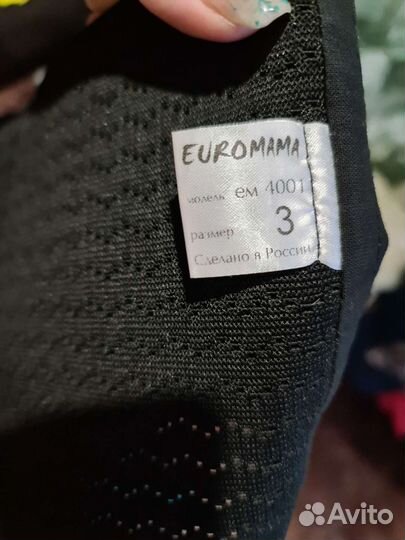 EUROMAMA
модель ем 4001
размер 3
Сделано в России
Avito